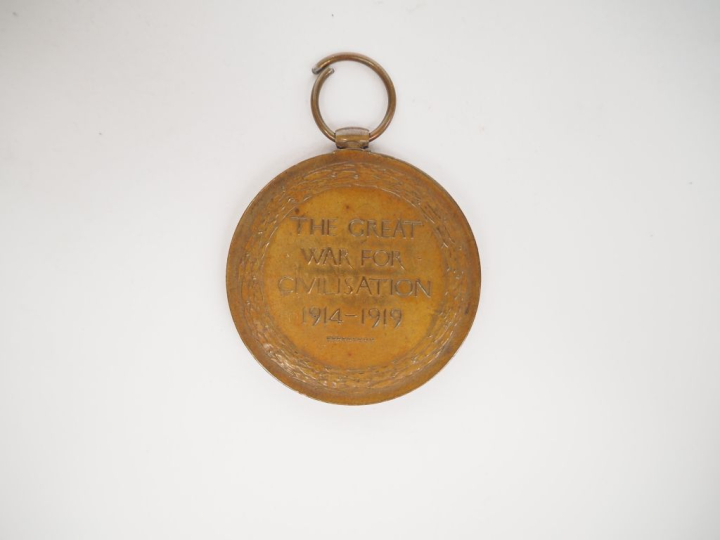 THE GREAT
WAR FOR
CIVILISATION
1914-1919